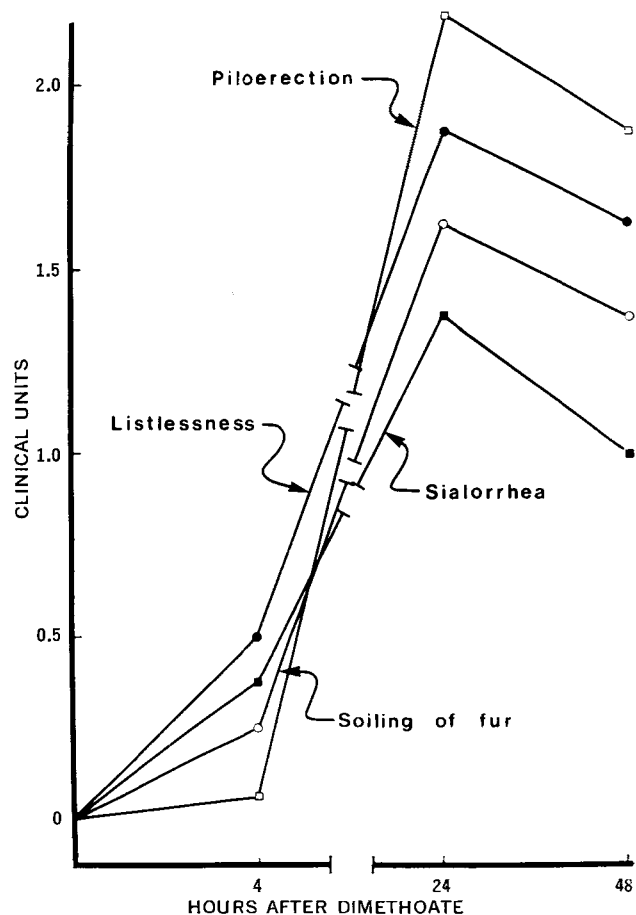 2.0
Piloerection
1.5
CLINICAL UNITS
Listlessness
1.0
Sialorrhea
0.5
Soiling of fur
0
4
24
48
HOURS AFTER DIMETHOATE